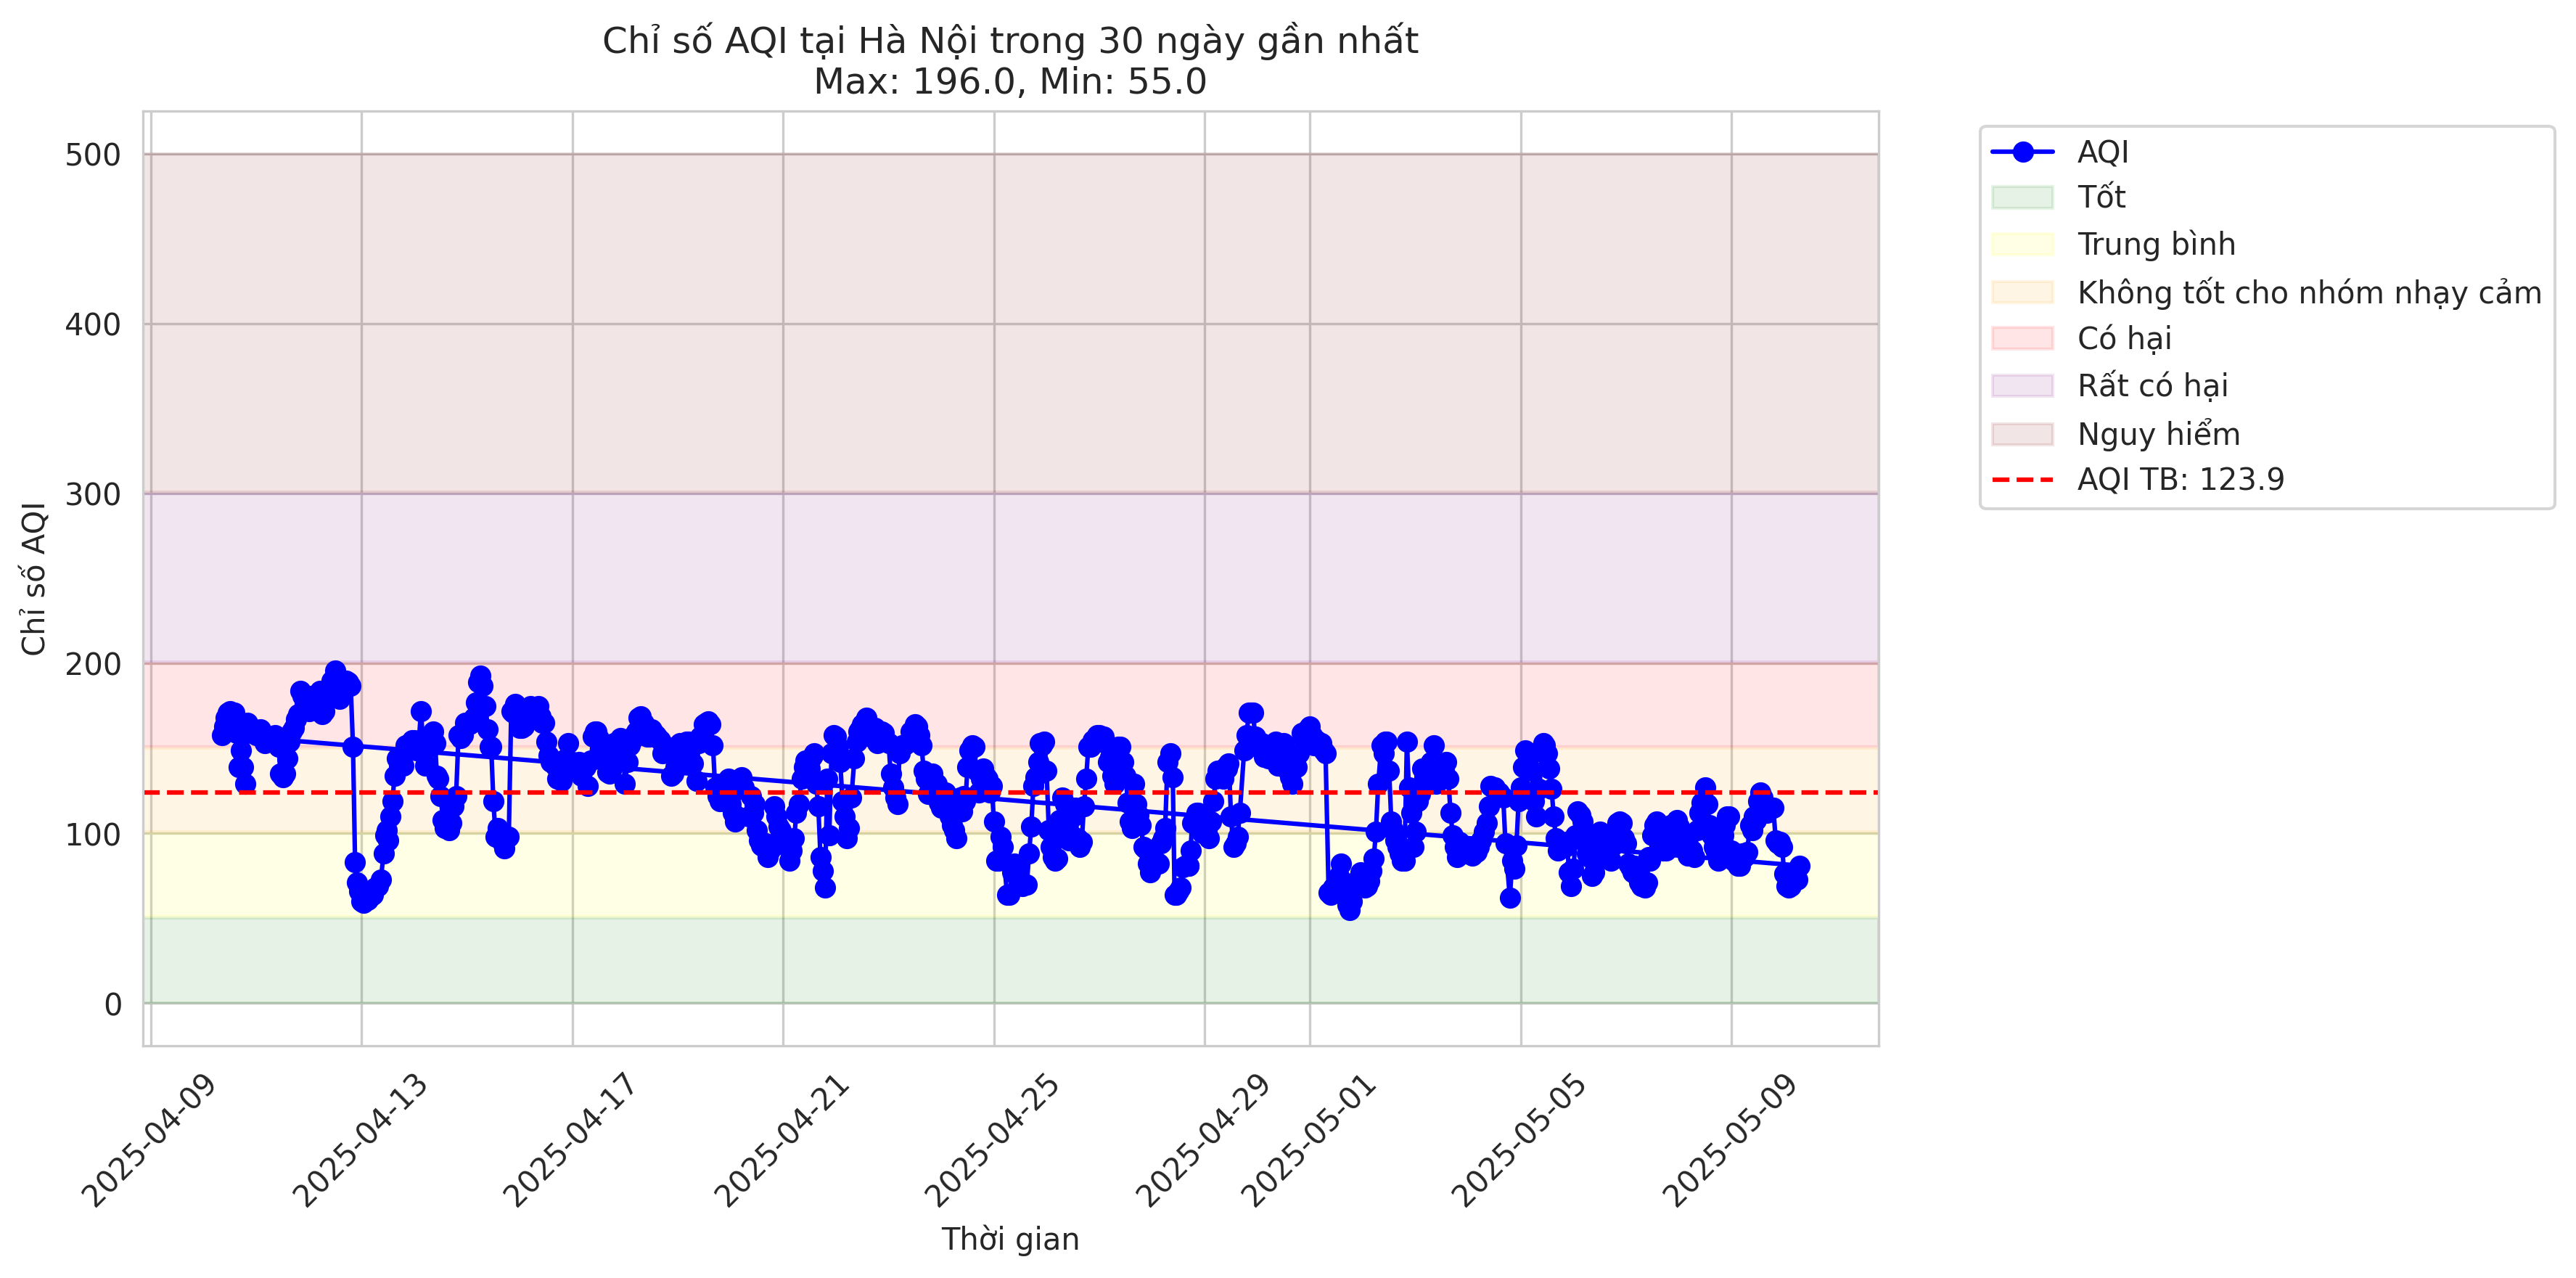 Chỉ số AQI tại Hà Nội trong 30 ngày gần nhất
Max: 196.0, Min: 55.0
Chỉ số AQI
500
400
300
200
100
0
2025-04-09
2025-04-13
2025-04-17
2025-04-21
2025-04-25
2025-04-29
2025-05-01
2025-05-05
2025-05-09
Thời gian
AQI
Tốt
Trung bình
Không tốt cho nhóm nhạy cảm
Có hại
Rất có hại
Nguy hiểm
AQI TB: 123.9